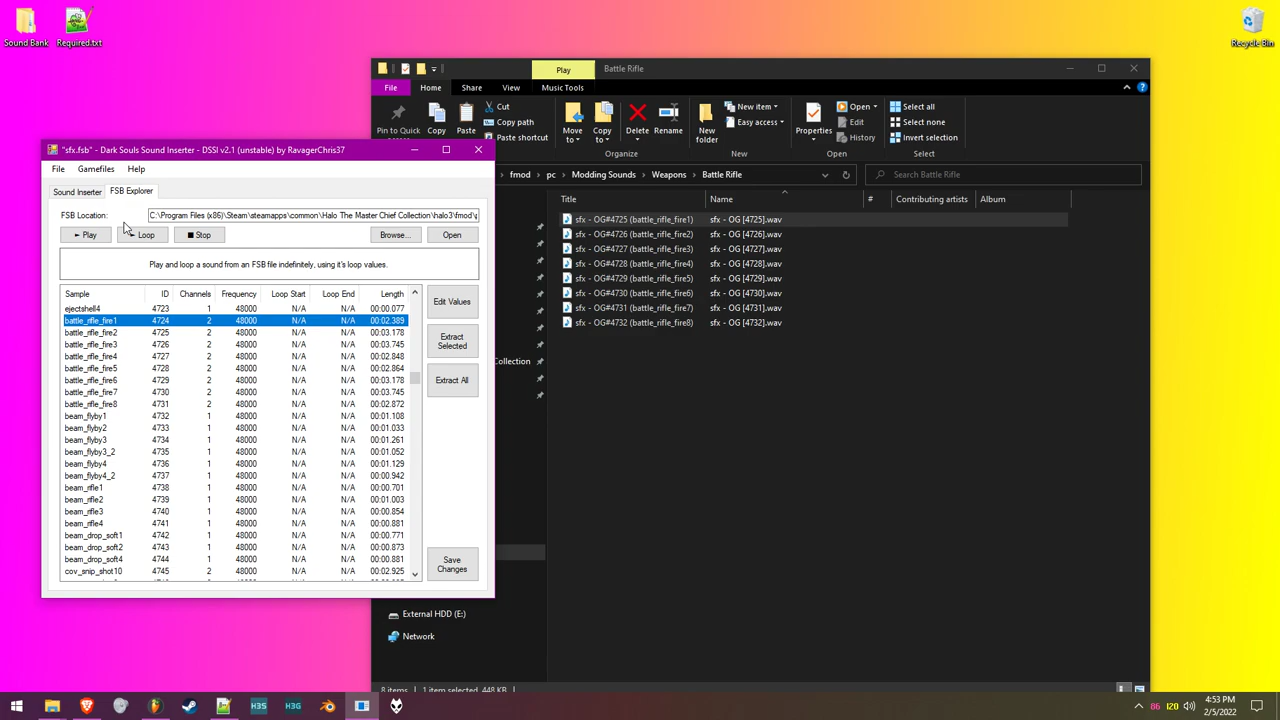 Sound Bank
Required.txt
Recycle Bin
Play
Battle Rifle
File
Home
Share
View
Music Tools
Pin to Quick
Copy
Paste
Cut
Copy path
Paste shortcut
Move to
Copy to
Delete
Rename
New folder
New item
Easy access
Properties
Open
Edit
History
Select all
Select none
Invert selection
Organize
New
Open
Select
fmod > pc > Modding Sounds > Weapons > Battle Rifle
Search Battle Rifle
Title Name Contributing artists Album
sfx - OG#4725 (battle_rifle_fire1) sfx - OG [4725].wav
sfx - OG#4726 (battle_rifle_fire2) sfx - OG [4726].wav
sfx - OG#4727 (battle_rifle_fire3) sfx - OG [4727].wav
sfx - OG#4728 (battle_rifle_fire4) sfx - OG [4728].wav
sfx - OG#4729 (battle_rifle_fire5) sfx - OG [4729].wav
sfx - OG#4730 (battle_rifle_fire6) sfx - OG [4730].wav
sfx - OG#4731 (battle_rifle_fire7) sfx - OG [4731].wav
sfx - OG#4732 (battle_rifle_fire8) sfx - OG [4732].wav
Collection
External HDD (E:)
Network
8 items 1 item selected 448 KB
"sfx.fsb" - Dark Souls Sound Inserter - DSSI v2.1 (unstable) by RavagerChris37
File Gamefiles Help
Sound Inserter FSB Explorer
FSB Location: C:\Program Files (x86)\Steam\steamapps\common\Halo The Master Chief Collection\halo3\fmod\p
Play Loop Stop Browse... Open
Play and loop a sound from an FSB file indefinitely, using it's loop values.
Sample ID Channels Frequency Loop Start Loop End Length
ejectshell4 4723 1 48000 N/A N/A 00:00.077
battle_rifle_fire1 4724 2 48000 N/A N/A 00:02.389
battle_rifle_fire2 4725 2 48000 N/A N/A 00:03.178
battle_rifle_fire3 4726 2 48000 N/A N/A 00:03.745
battle_rifle_fire4 4727 2 48000 N/A N/A 00:02.848
battle_rifle_fire5 4728 2 48000 N/A N/A 00:02.864
battle_rifle_fire6 4729 2 48000 N/A N/A 00:03.178
battle_rifle_fire7 4730 2 48000 N/A N/A 00:03.745
battle_rifle_fire8 4731 2 48000 N/A N/A 00:02.872
beam_flyby1 4732 1 48000 N/A N/A 00:01.108
beam_flyby2 4733 1 48000 N/A N/A 00:01.033
beam_flyby3 4734 1 48000 N/A N/A 00:01.261
beam_flyby3_2 4735 1 48000 N/A N/A 00:01.052
beam_flyby4 4736 1 48000 N/A N/A 00:01.129
beam_flyby4_2 4737 1 48000 N/A N/A 00:00.942
beam_rifle1 4738 1 48000 N/A N/A 00:00.701
beam_rifle2 4739 1 48000 N/A N/A 00:01.003
beam_rifle3 4740 1 48000 N/A N/A 00:00.854
beam_rifle4 4741 1 48000 N/A N/A 00:00.881
beam_drop_soft1 4742 1 48000 N/A N/A 00:00.771
beam_drop_soft2 4743 1 48000 N/A N/A 00:00.873
beam_drop_soft4 4744 1 48000 N/A N/A 00:00.881
cov_snip_shot10 4745 2 48000 N/A N/A 00:02.925
Edit Values
Extract Selected
Extract All
Save Changes
H3S
H3G
86
120
4:53 PM
2/5/2022